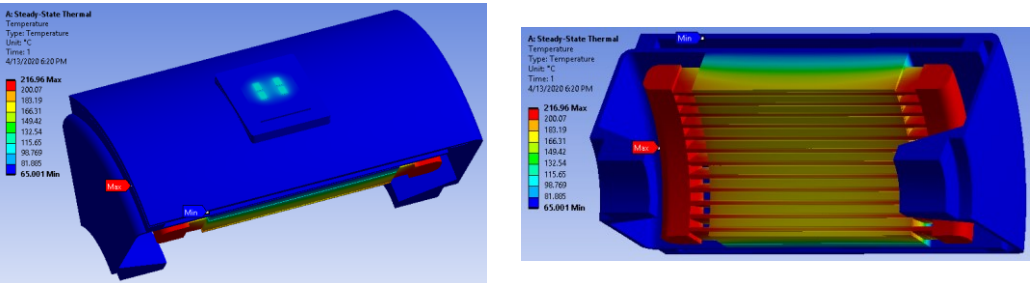 A: Steady-State Thermal
Temperature
Type: Temperature
Unit: °C
Time: 1
4/13/2020 6:20 PM
216.96 Max
200.07
183.19
166.31
149.42
132.54
115.65
98.769
81.885
65.001 Min
Max
Min
A: Steady-State Thermal
Temperature
Type: Temperature
Unit: °C
Time: 1
4/13/2020 6:20 PM
216.96 Max
200.07
183.19
166.31
149.42
132.54
115.65
98.769
81.885
65.001 Min
Min
Max